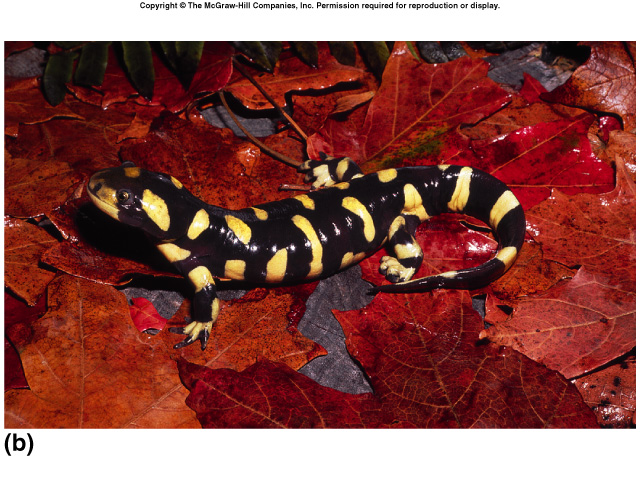 Copyright © The McGraw-Hill Companies, Inc. Permission required for reproduction or display.
(b)